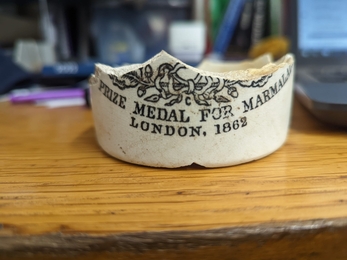 PRIZE MEDAL FOR MARMALA
LONDON, 1862